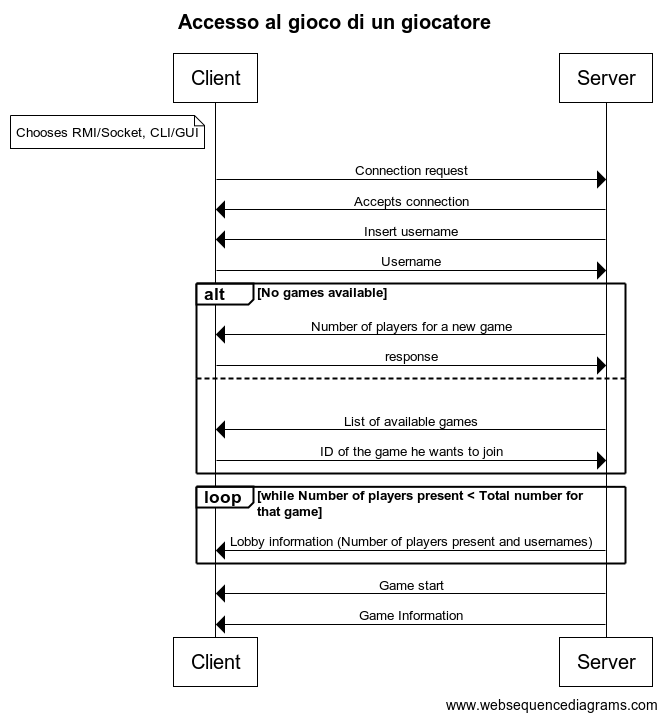 Accesso al gioco di un giocatore
Client
Server
Chooses RMI/Socket, CLI/GUI
Connection request
Accepts connection
Insert username
Username
alt
[No games available]
Number of players for a new game
response
List of available games
ID of the game he wants to join
loop
[while Number of players present < Total number for
that game]
Lobby information (Number of players present and usernames)
Game start
Game Information
Client
Server
www.websequencediagrams.com